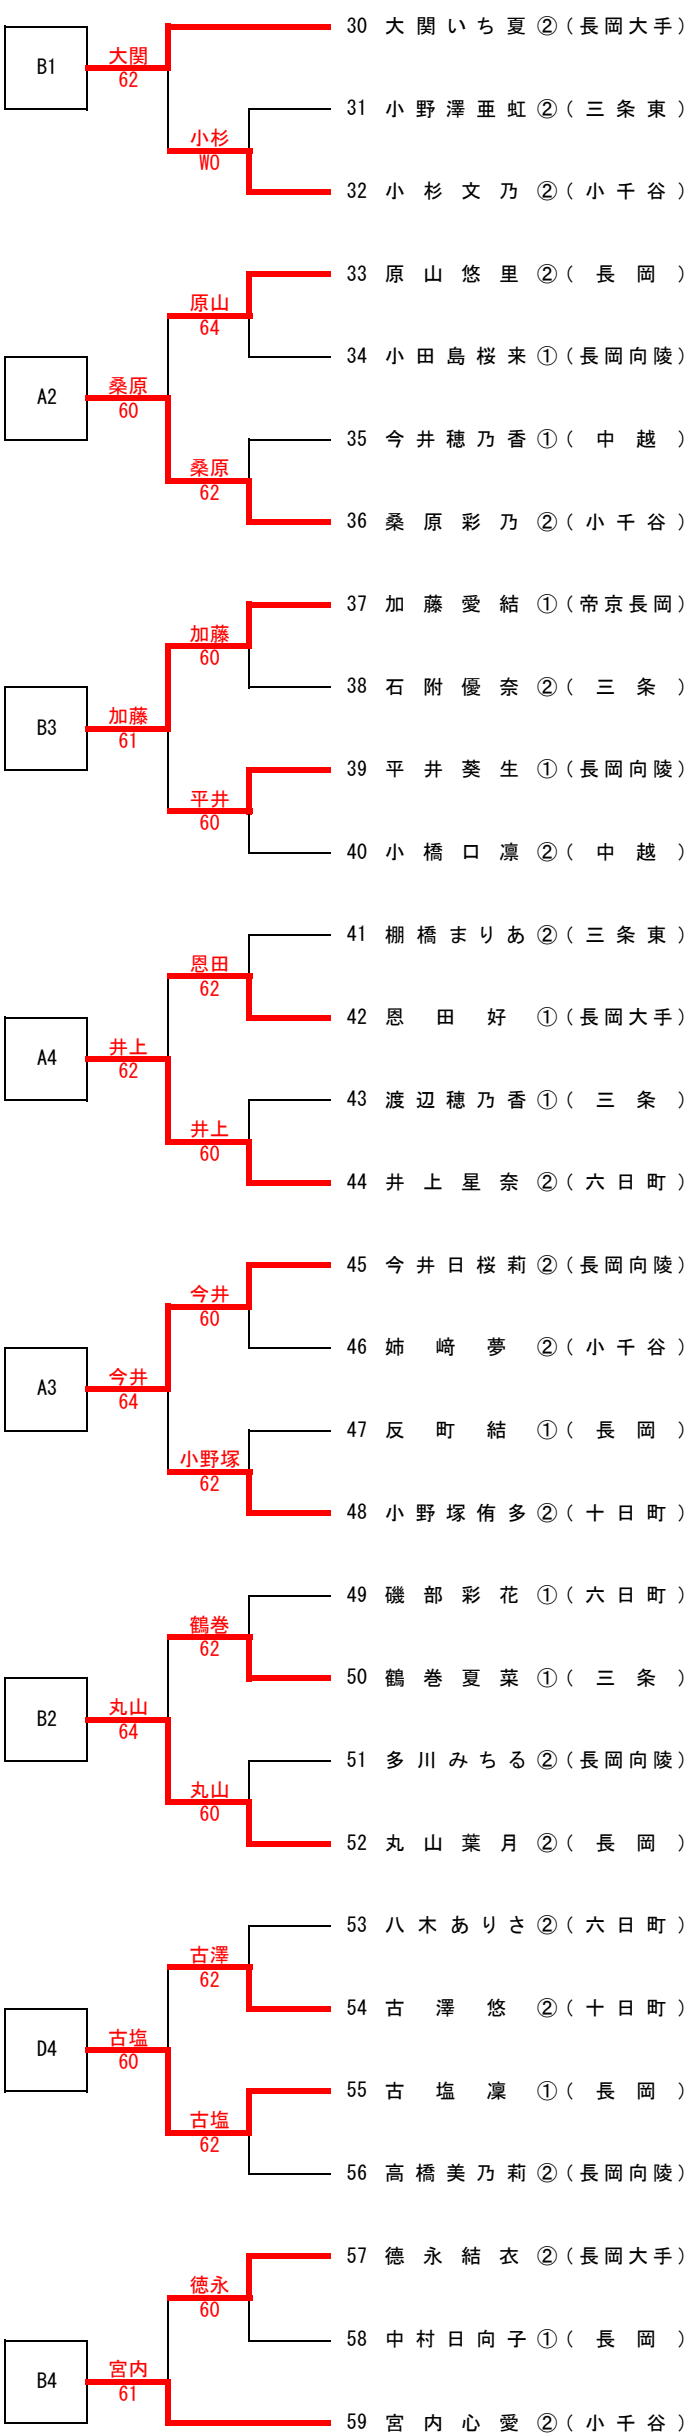 30 大関いち夏 ② (長岡大手)
大関
B1
62
31 小野澤亜虹 ② (三条東)
小杉
W0
32 小杉文乃 ② (小千谷)
33 原山悠里 ② (長岡)
原山
64
34 小田島桜来 ① (長岡向陵)
桑原
A2
60
35 今井穂乃香 ① (中越)
桑原
62
36 桑原彩乃 ② (小千谷)
37 加藤愛結 ① (帝京長岡)
加藤
60
38 石附優奈 ② (三条)
加藤
B3
61
39 平井葵生 ① (長岡向陵)
平井
60
40 小橋口凛 ② (中越)
41 棚橋まりあ ② (三条東)
恩田
62
42 恩田好 ① (長岡大手)
井上
A4
62
43 渡辺穂乃香 ① (三条)
井上
60
44 井上星奈 ② (六日町)
45 今井日桜莉 ② (長岡向陵)
今井
60
46 姉﨑夢 ② (小千谷)
今井
A3
64
47 反町結 ① (長岡)
小野塚
62
48 小野塚侑多 ② (十日町)
49 磯部彩花 ① (六日町)
鶴巻
62
50 鶴巻夏菜 ① (三条)
丸山
B2
64
51 多川みちる ② (長岡向陵)
丸山
60
52 丸山葉月 ② (長岡)
53 八木ありさ ② (六日町)
古澤
62
54 古澤悠 ② (十日町)
古塩
D4
60
55 古塩凜 ① (長岡)
古塩
62
56 高橋美乃莉 ② (長岡向陵)
57 德永結衣 ② (長岡大手)
徳永
60
58 中村日向子 ① (長岡)
宮内
B4
61
59 宮内心愛 ② (小千谷)